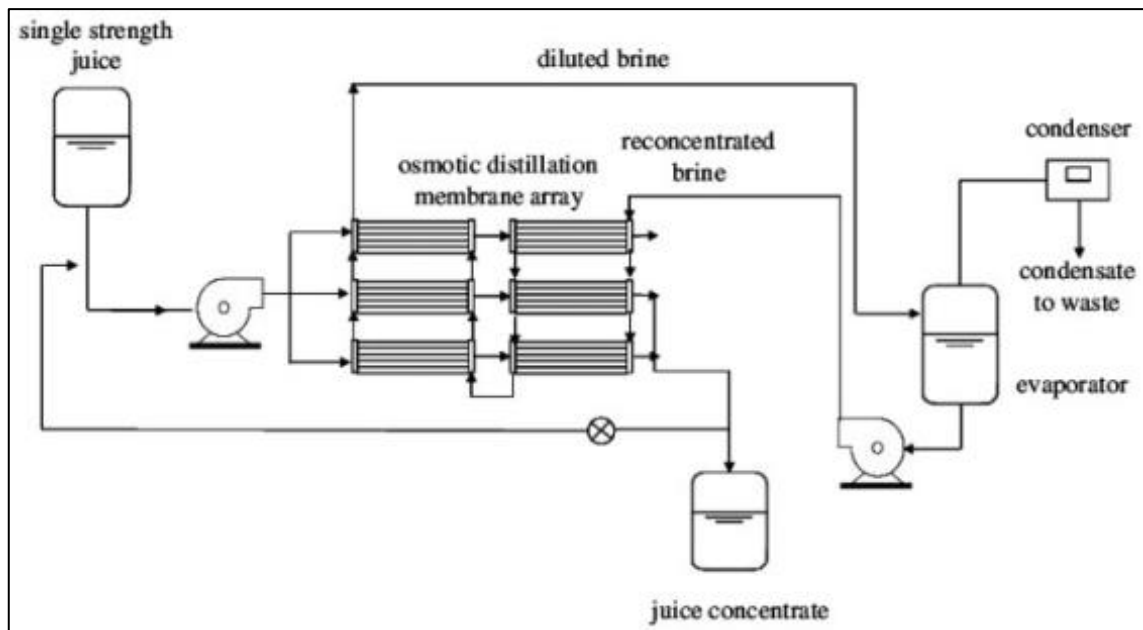 single strength
juice
diluted brine
condenser
reconcentrated
brine
osmotic distillation
membrane array
condensate
to waste
evaporator
juice concentrate